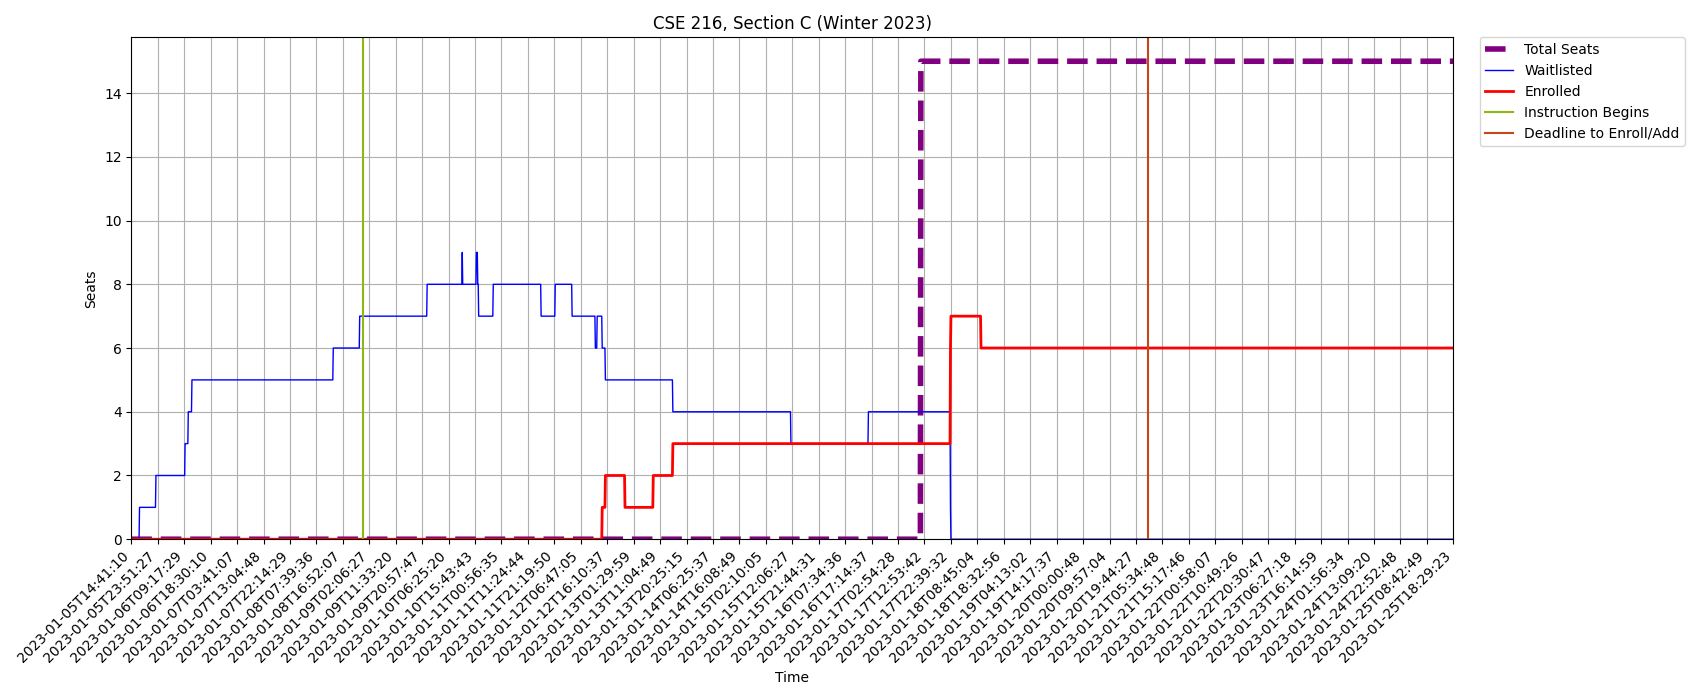 CSE 216, Section C (Winter 2023)
Total Seats
Waitlisted
Enrolled
Instruction Begins
Deadline to Enroll/Add
Seats
14
12
10
8
6
4
2
0
2023-01-05T14:41:10
2023-01-05T23:51:27
2023-01-06T09:17:29
2023-01-06T18:30:10
2023-01-07T03:41:07
2023-01-07T13:04:48
2023-01-07T22:14:29
2023-01-08T07:39:36
2023-01-08T16:52:07
2023-01-09T02:06:27
2023-01-09T11:33:20
2023-01-09T20:57:47
2023-01-10T06:25:20
2023-01-10T15:43:43
2023-01-11T00:56:35
2023-01-11T11:24:44
2023-01-11T21:19:50
2023-01-12T06:47:05
2023-01-12T16:10:37
2023-01-13T01:29:59
2023-01-13T11:04:49
2023-01-13T20:25:15
2023-01-14T06:25:37
2023-01-14T16:08:49
2023-01-15T02:10:05
2023-01-15T12:06:27
2023-01-15T21:44:31
2023-01-16T07:34:36
2023-01-16T17:14:37
2023-01-17T02:54:28
2023-01-17T12:53:42
2023-01-17T22:39:32
2023-01-18T08:45:04
2023-01-18T18:32:56
2023-01-19T04:13:02
2023-01-19T14:17:37
2023-01-20T00:00:48
2023-01-20T09:57:04
2023-01-20T19:44:27
2023-01-21T05:34:48
2023-01-21T15:17:46
2023-01-22T00:58:07
2023-01-22T10:49:26
2023-01-22T20:30:47
2023-01-23T06:27:18
2023-01-23T16:14:59
2023-01-24T01:56:34
2023-01-24T13:09:20
2023-01-24T22:52:48
2023-01-25T08:42:49
2023-01-25T18:29:23
Time